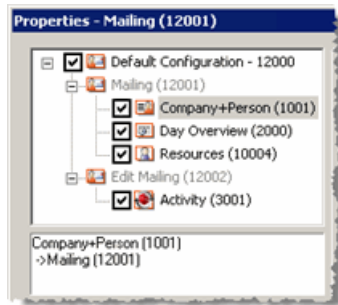 Properties - Mailing (12001)
Default Configuration - 12000
Mailing (12001)
Company+Person (1001)
Day Overview (2000)
Resources (10004)
Edit Mailing (12002)
Activity (3001)
Company+Person (1001)
->Mailing (12001)